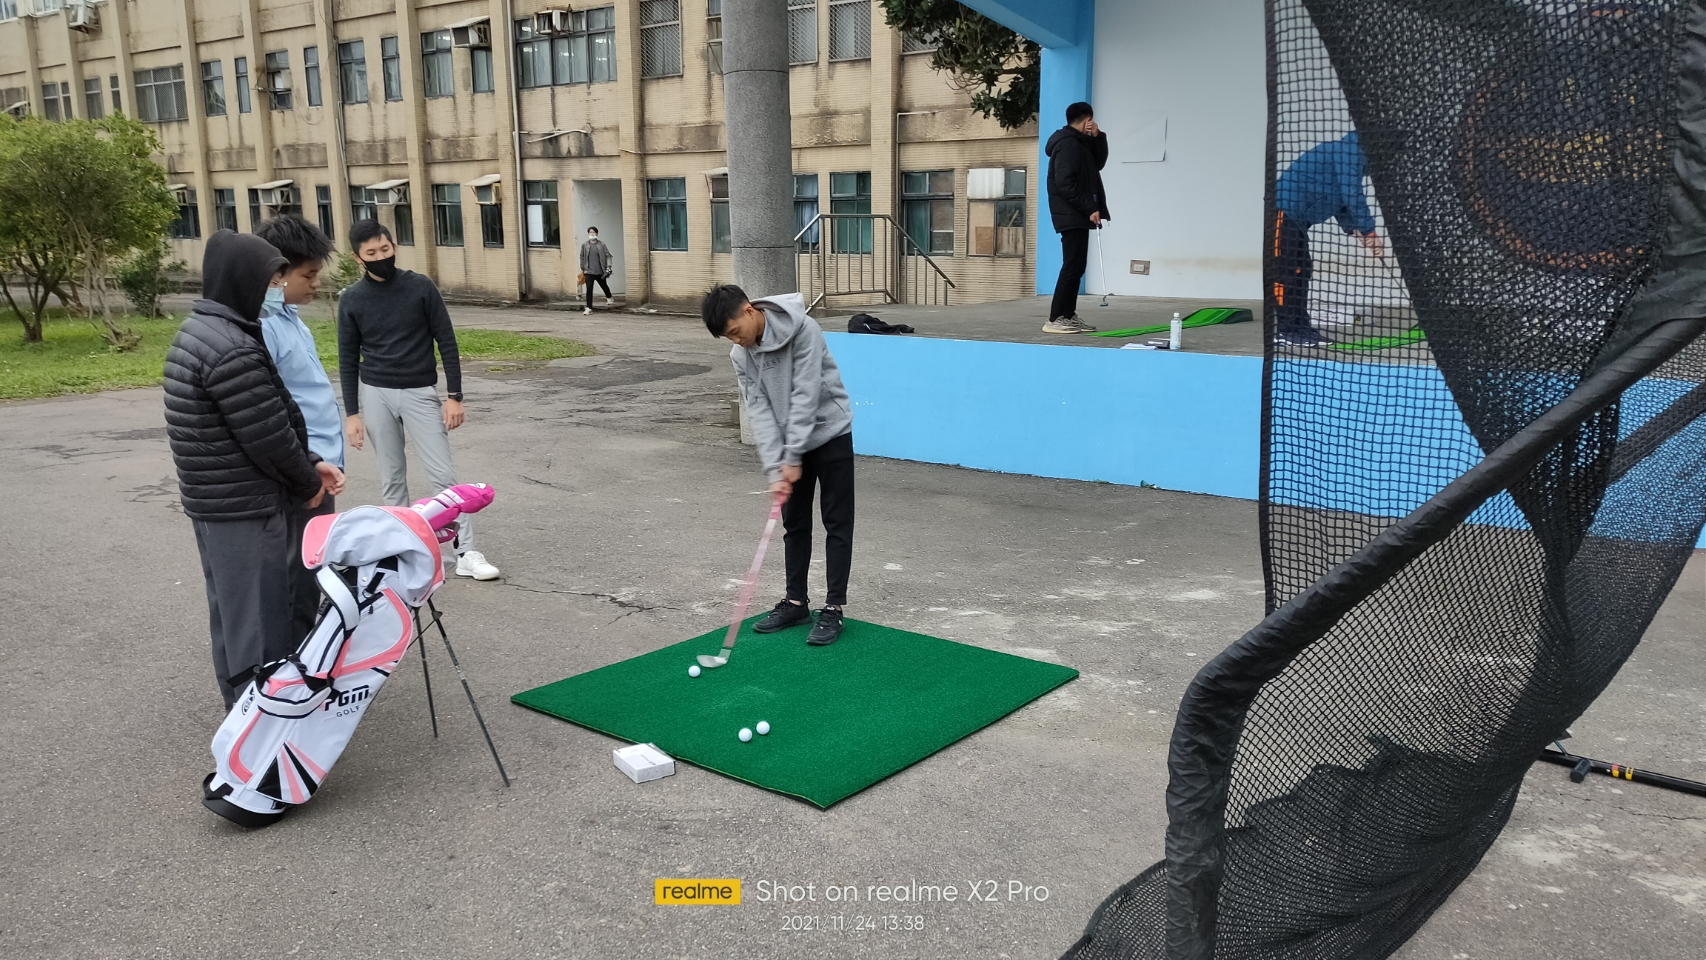 PGM
GOLF
realme Shot on realme X2 Pro
2021/11/24 13:38